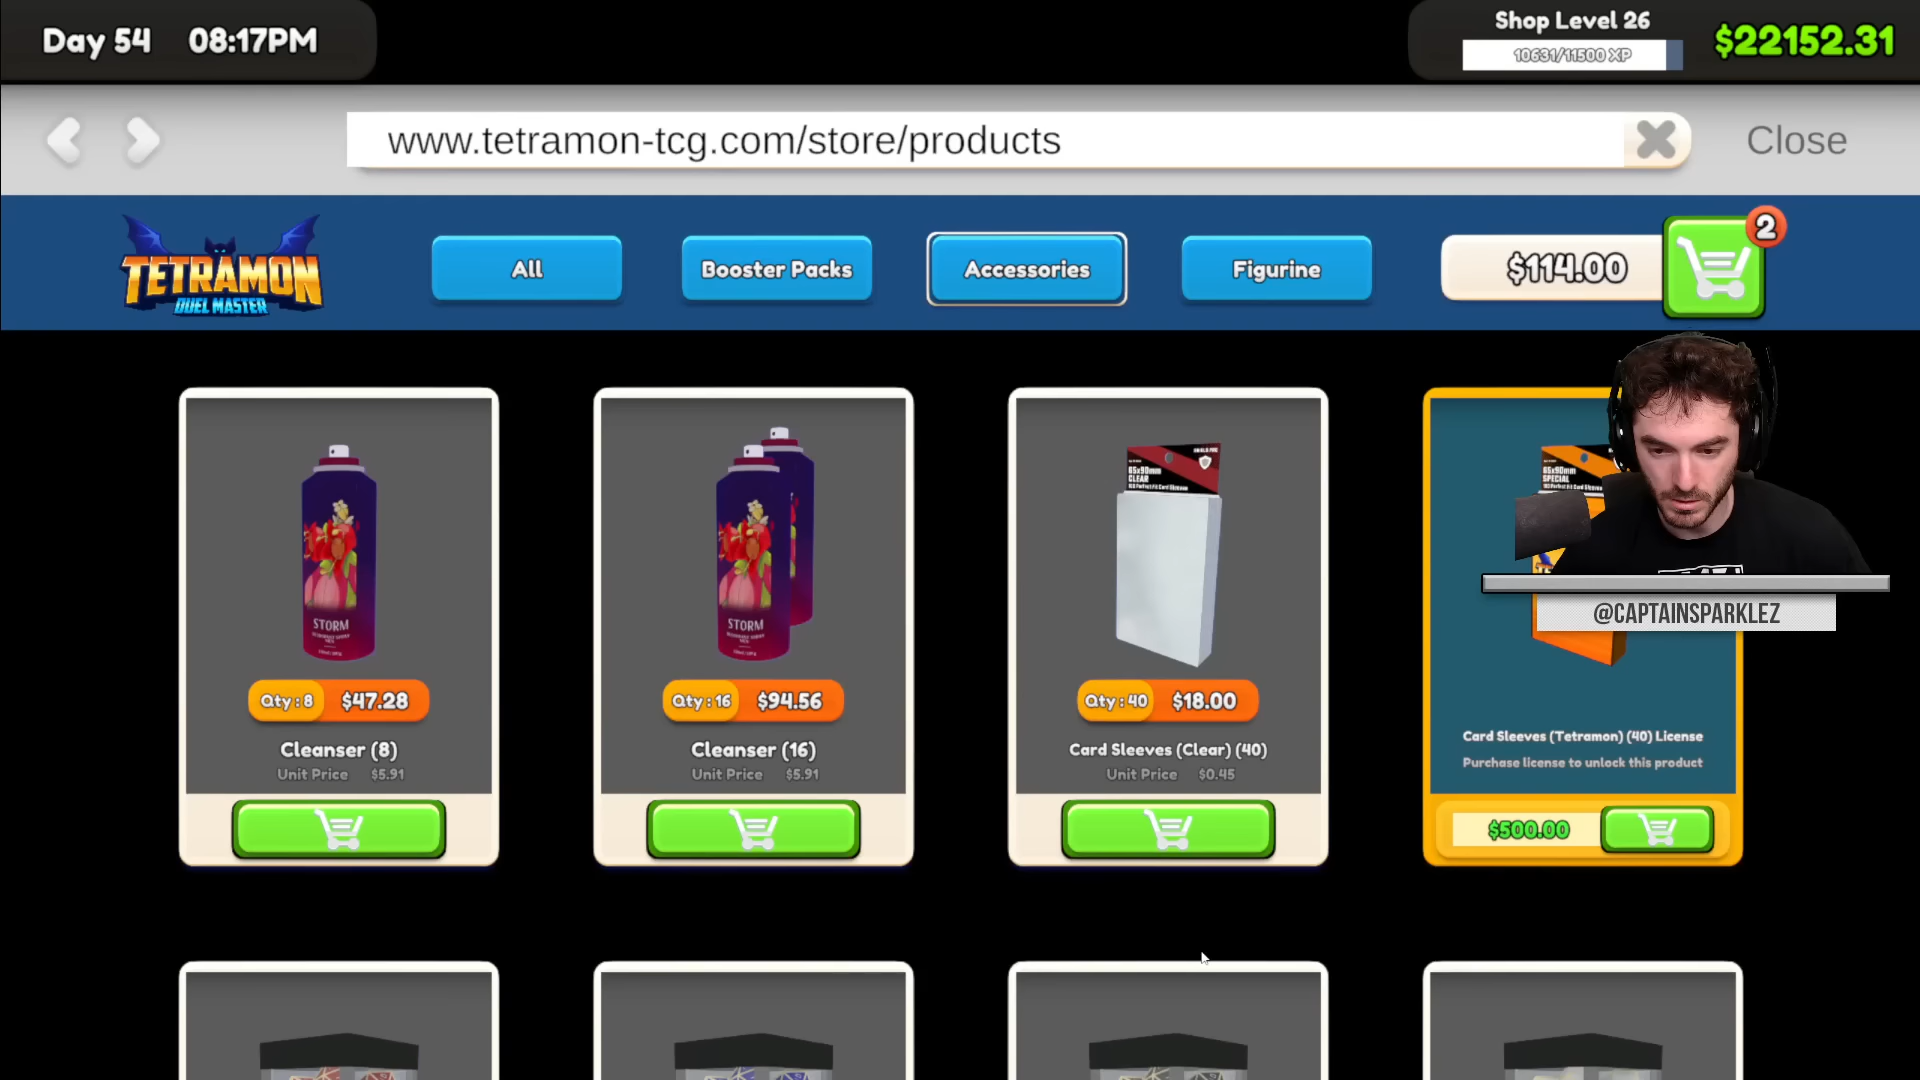 Day 54 08:17PM
Shop Level 26
10631/11500 XP
$22152.31
www.tetramon-tcg.com/store/products
Close
TETRAMON
DUEL MASTER
All
Booster Packs
Accessories
Figurine
$114.00
2
STORM
Qty:8 $47.28
Cleanser (8)
Unit Price $5.91
STORM
Qty:16 $94.56
Cleanser (16)
Unit Price $5.91
65x90mm
CLEAR
Qty:40 $18.00
Card Sleeves (Clear) (40)
Unit Price $0.45
65x90mm
SPECIAL
Card Sleeves (Tetramon) (40) License
Purchase license to unlock this product
$500.00
@CAPTAINSPARKLEZ